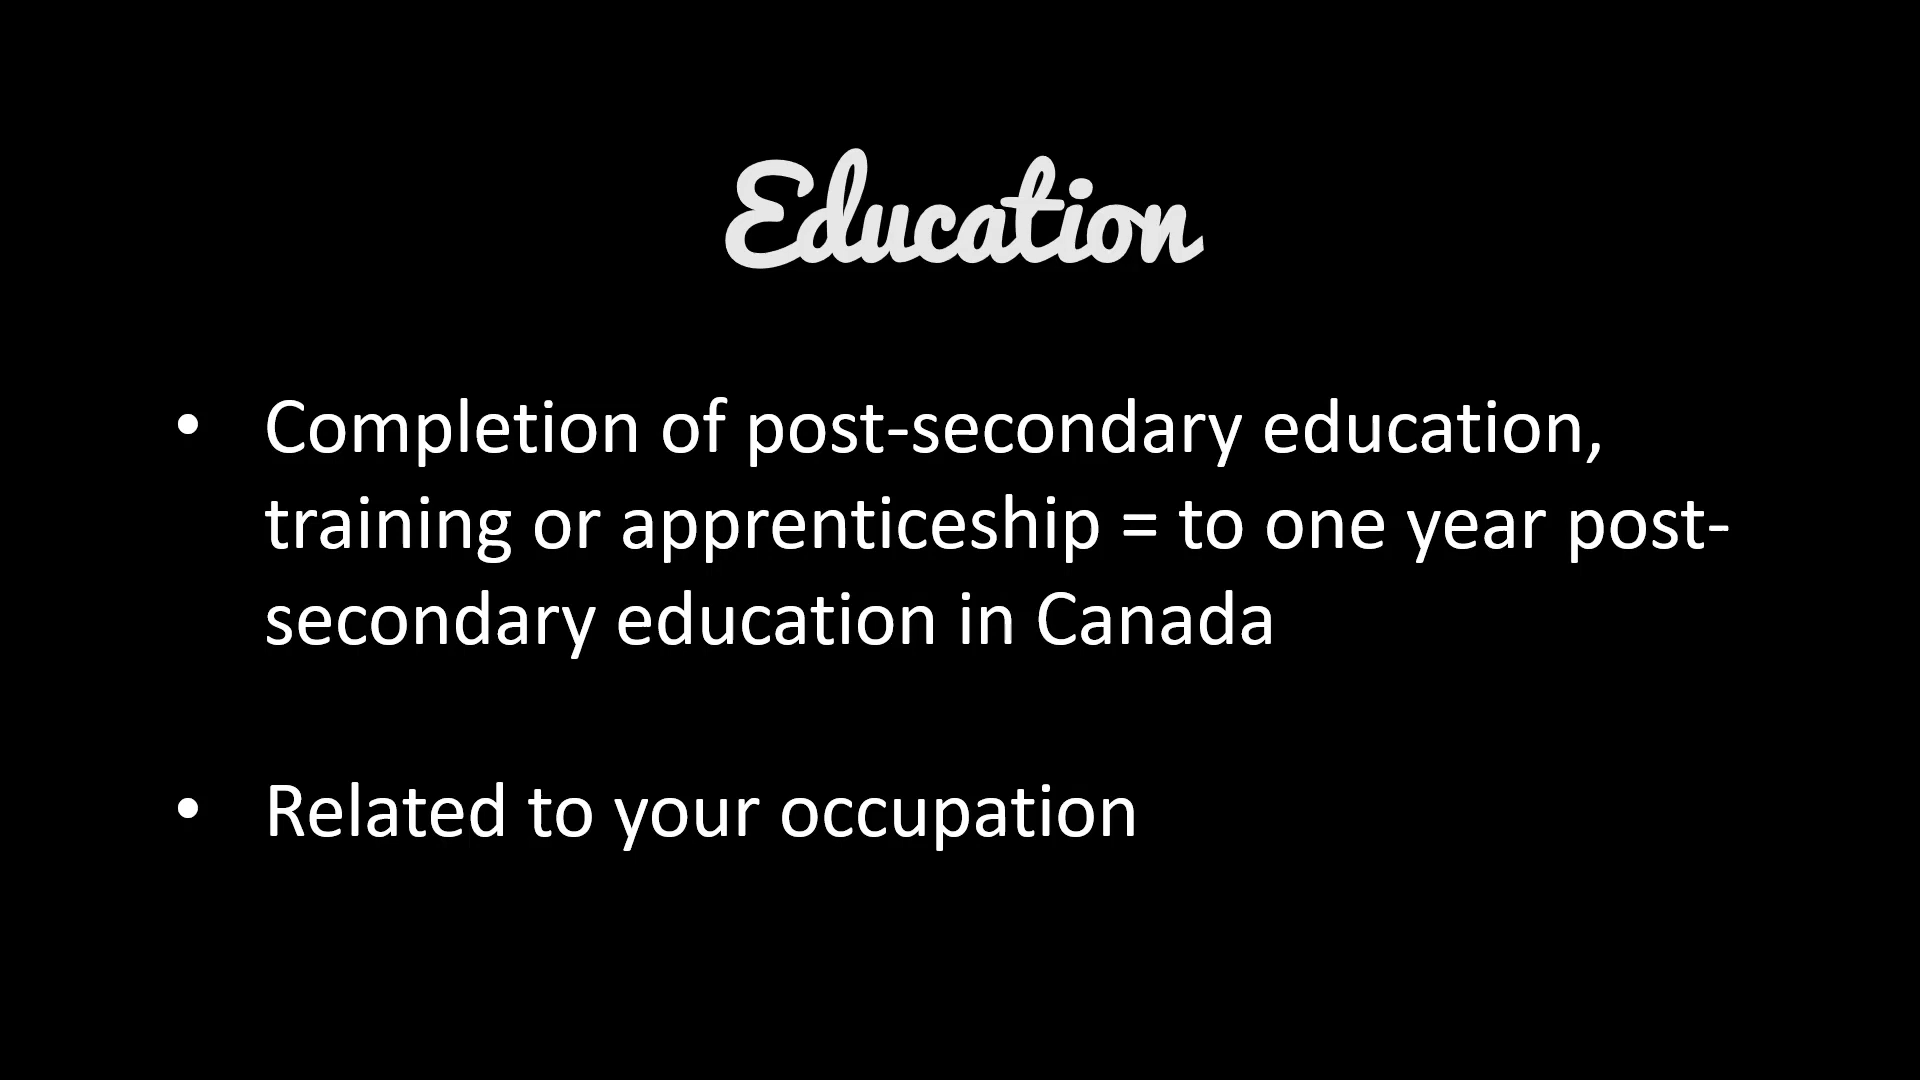 Education
• Completion of post-secondary education,
training or apprenticeship = to one year post-
secondary education in Canada
• Related to your occupation